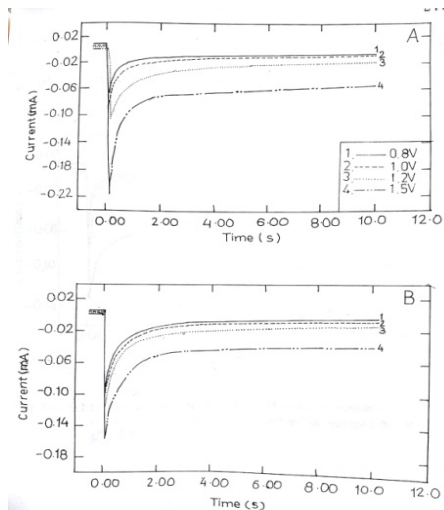 A
0.02
-0.02
-0.06
-0.10
-0.14
-0.18
-0.22
Current(mA)
1
2
3
4
1 0.8V
2 1.0V
3 1.2V
4 1.5V
0.00 2.00 4.00 6.00 8.00 10.0 12.0
Time (s)
B
0.02
-0.02
-0.06
-0.10
-0.14
-0.18
Current(mA)
1
2
3
4
0.00 2.00 4.00 6.00 8.00 10.0 12.0
Time (s)